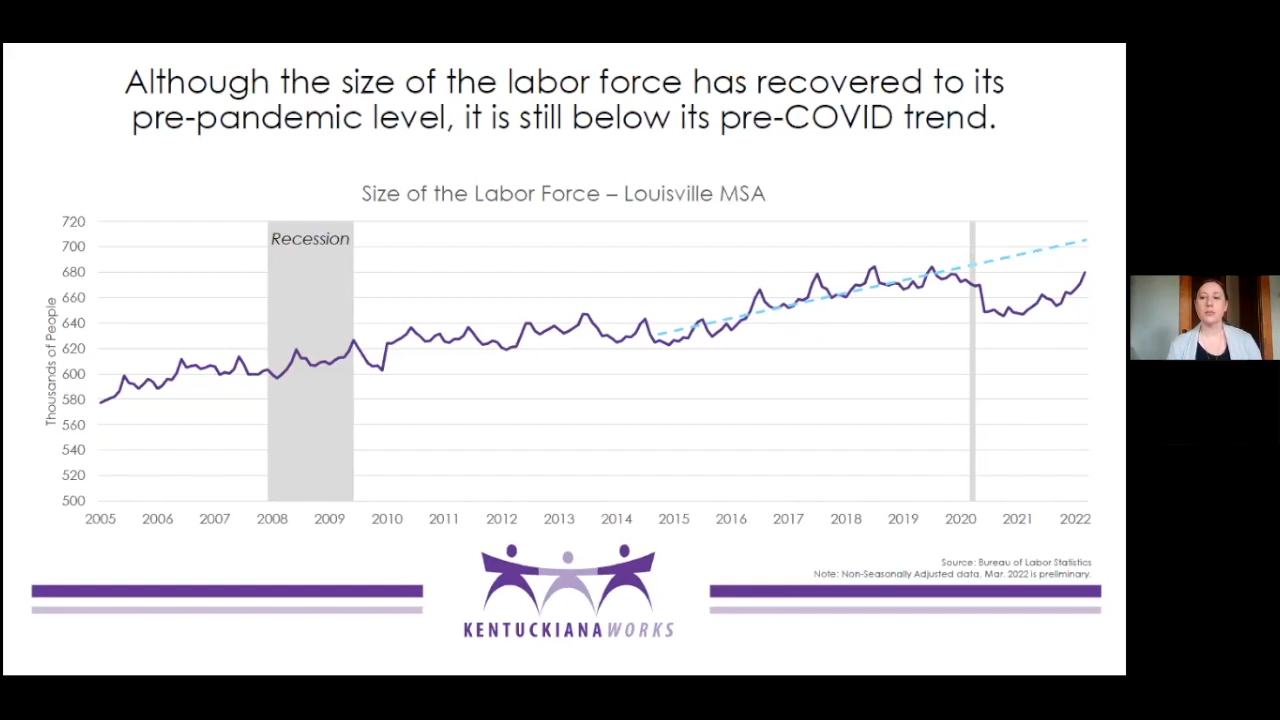 Although the size of the labor force has recovered to its
pre-pandemic level, it is still below its pre-COVID trend.
Size of the Labor Force – Louisville MSA
Thousands of People
720
700
680
660
640
620
600
580
560
540
520
500
Recession
2005 2006 2007 2008 2009 2010 2011 2012 2013 2014 2015 2016 2017 2018 2019 2020 2021 2022
Source: Bureau of Labor Statistics
Note: Non-Seasonally Adjusted data, Mar. 2022 is preliminary.
KENTUCKIANAWORKS